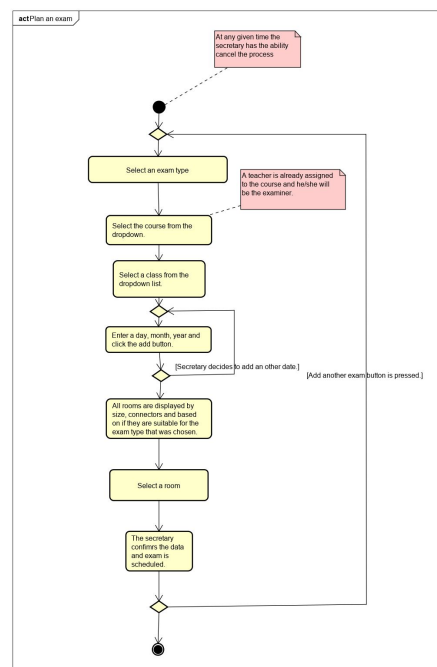 act Plan an exam
At any given time the
secretary has the ability
cancel the process
Select an exam type
A teacher is already assigned
to the course and he/she will
be the examiner.
Select the course from the
dropdown.
Select a class from the
dropdown list.
Enter a day, month, year and
click the add button.
[Secretary decides to add an other date.]
[Add another exam button is pressed.]
All rooms are displayed by
size, connectors and based
on if they are suitable for the
exam type that was chosen.
Select a room
The secretary
confimrs the data
and exam is
scheduled.